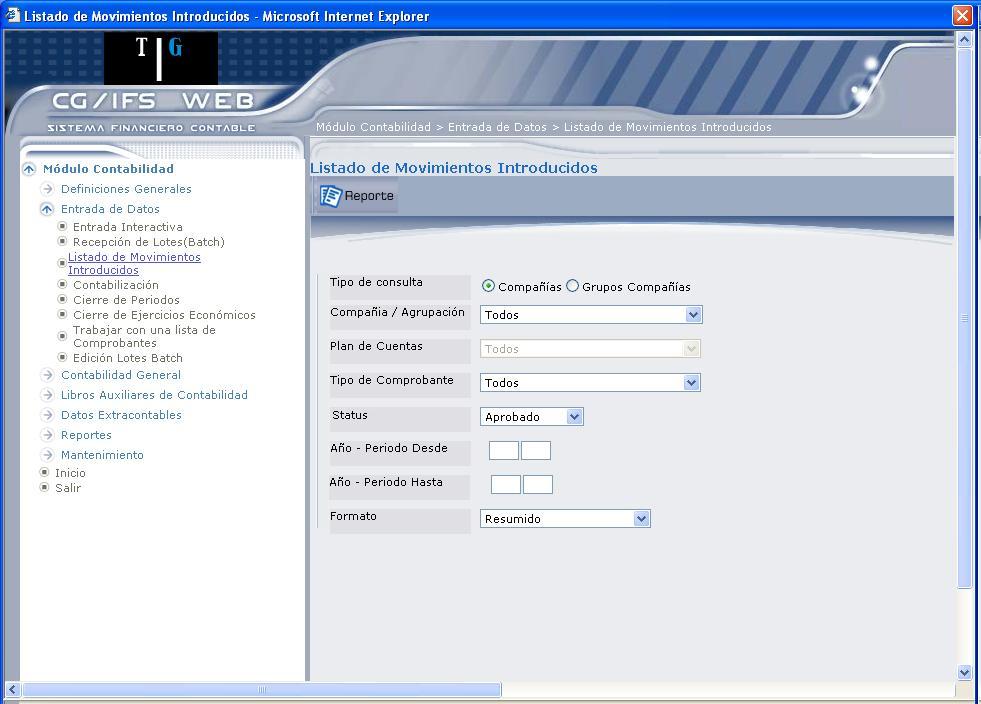 Listado de Movimientos Introducidos - Microsoft Internet Explorer
T G
CG/IFS WEB
SISTEMA FINANCIERO CONTABLE
Módulo Contabilidad > Entrada de Datos > Listado de Movimientos Introducidos
Módulo Contabilidad
Definiciones Generales
Entrada de Datos
Entrada Interactiva
Recepción de Lotes(Batch)
Listado de Movimientos
Introducidos
Contabilización
Cierre de Periodos
Cierre de Ejercicios Económicos
Trabajar con una lista de
Comprobantes
Edición Lotes Batch
Contabilidad General
Libros Auxiliares de Contabilidad
Datos Extracontables
Reportes
Mantenimiento
Inicio
Salir
Listado de Movimientos Introducidos
Reporte
Tipo de consulta Compañías Grupos Compañías
Compañia / Agrupación Todos
Plan de Cuentas Todos
Tipo de Comprobante Todos
Status Aprobado
Año - Periodo Desde
Año - Periodo Hasta
Formato Resumido